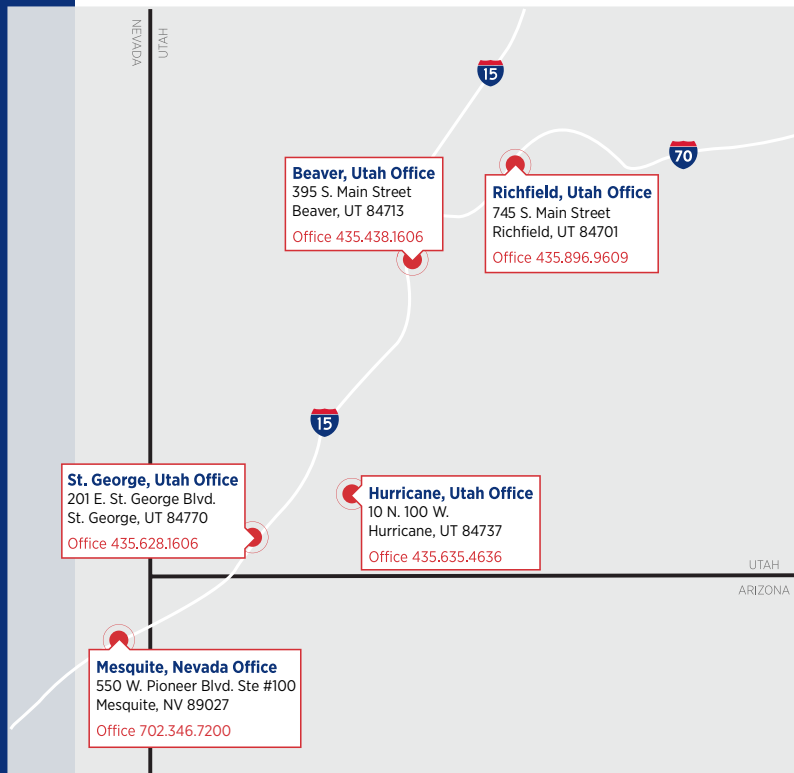 NEVADA
UTAH
15
70
Beaver, Utah Office
395 S. Main Street
Beaver, UT 84713
Office 435.438.1606
Richfield, Utah Office
745 S. Main Street
Richfield, UT 84701
Office 435.896.9609
15
St. George, Utah Office
201 E. St. George Blvd.
St. George, UT 84770
Office 435.628.1606
Hurricane, Utah Office
10 N. 100 W.
Hurricane, UT 84737
Office 435.635.4636
UTAH
ARIZONA
Mesquite, Nevada Office
550 W. Pioneer Blvd. Ste #100
Mesquite, NV 89027
Office 702.346.7200